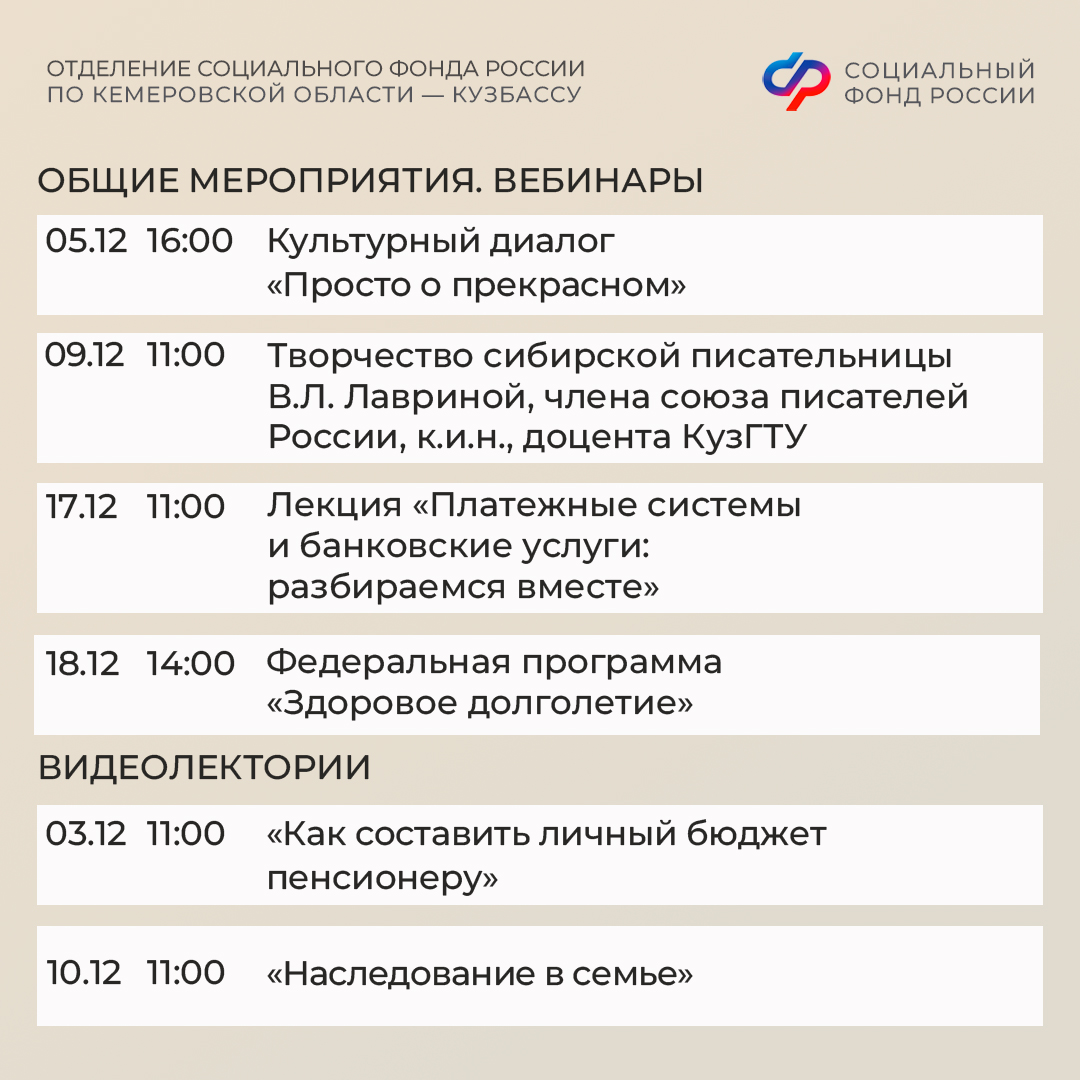 ОТДЕЛЕНИЕ СОЦИАЛЬНОГО ФОНДА РОССИИ
ПО КЕМЕРОВСКОЙ ОБЛАСТИ — КУЗБАССУ
СОЦИАЛЬНЫЙ
ФОНД РОССИИ
ОБЩИЕ МЕРОПРИЯТИЯ. ВЕБИНАРЫ
05.12 16:00 Культурный диалог
«Просто о прекрасном»
09.12 11:00 Творчество сибирской писательницы
В.Л. Лавриной, члена союза писателей
России, к.и.н., доцента КузГТУ
17.12 11:00 Лекция «Платежные системы
и банковские услуги:
разбираемся вместе»
18.12 14:00 Федеральная программа
«Здоровое долголетие»
ВИДЕОЛЕКТОРИИ
03.12 11:00 «Как составить личный бюджет
пенсионеру»
10.12 11:00 «Наследование в семье»